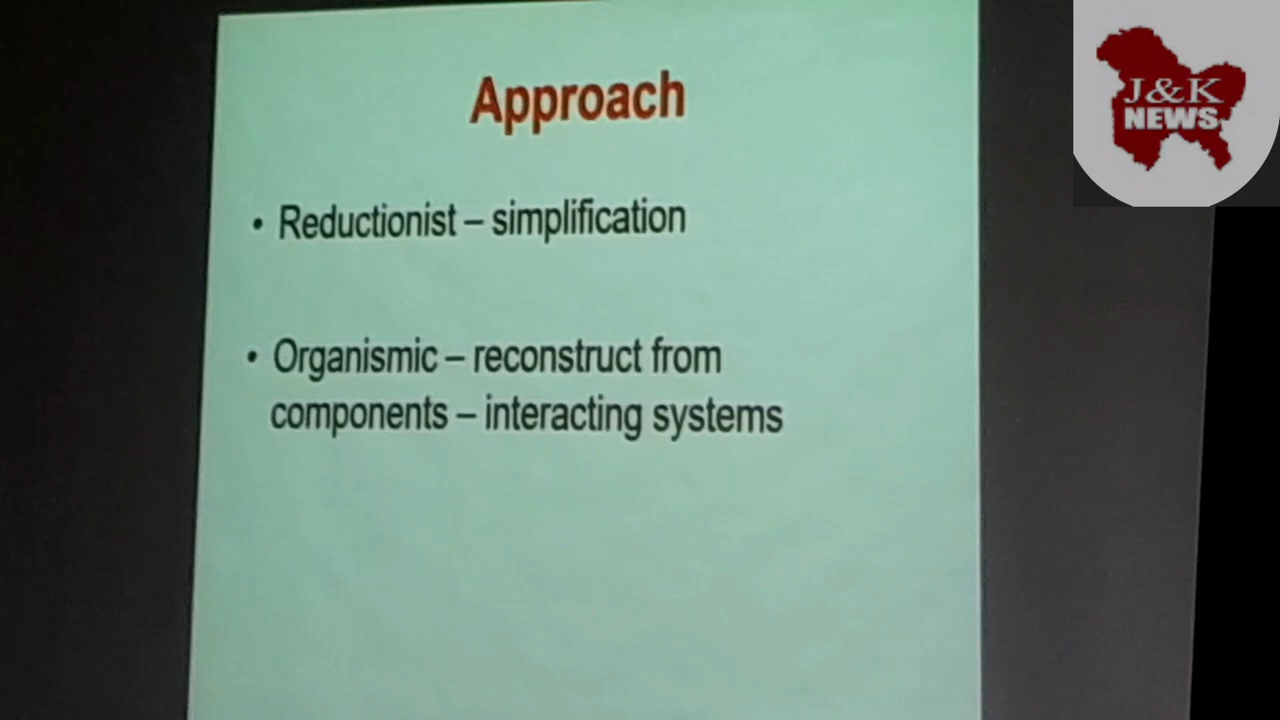 Approach
• Reductionist – simplification
• Organismic – reconstruct from
components – interacting systems
J&K
NEWS